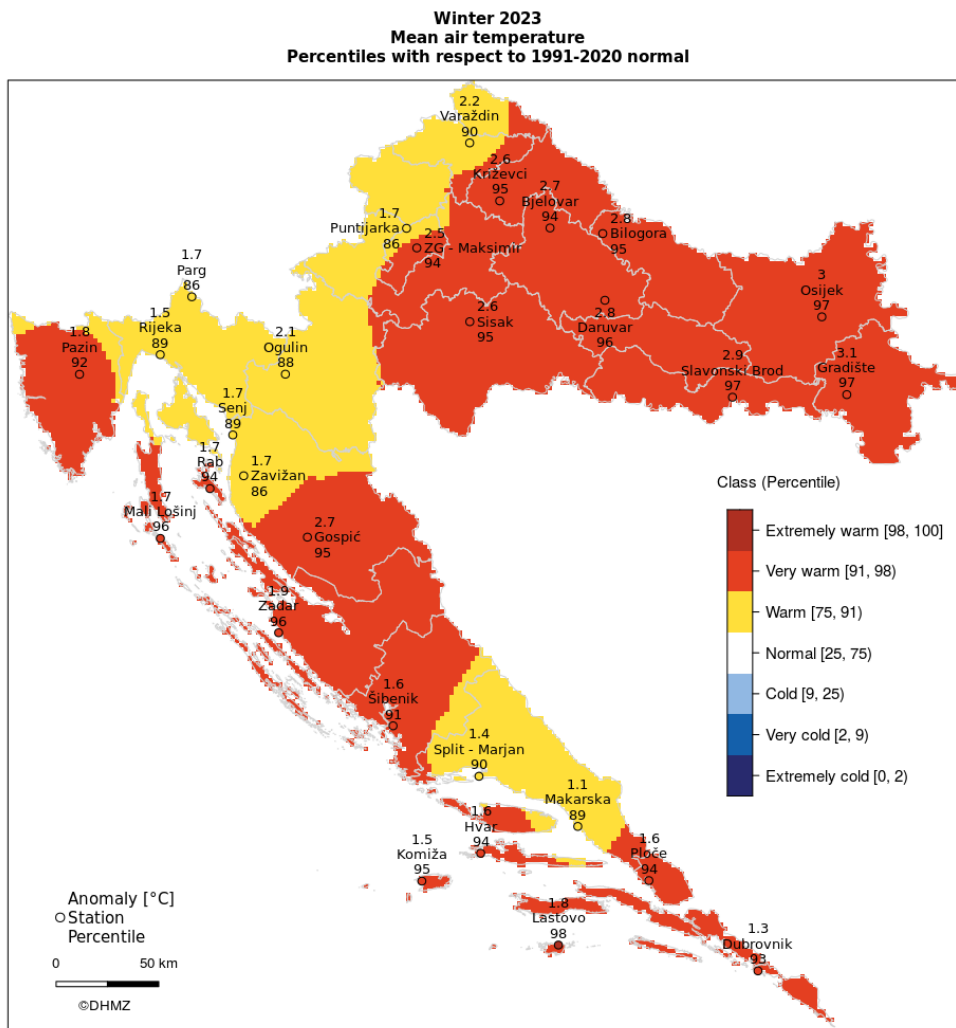 Winter 2023
Mean air temperature
Percentiles with respect to 1991-2020 normal
2.2
Varaždin
90
2.6
Križevci
95
2.7
Bjelovar
94
2.8
Bilogora
95
1.7
Puntijarka
86
2.5
ZG - Maksimir
94
1.7
Parg
86
3
Osijek
97
1.5
Rijeka
89
2.6
Sisak
95
2.8
Daruvar
96
1.8
Pazin
92
2.1
Ogulin
88
2.9
Slavonski Brod
97
3.1
Gradište
97
1.7
Senj
89
1.7
Rab
94
1.7
Zavižan
86
1.7
Mali Lošinj
96
2.7
Gospić
95
1.9
Zadar
96
1.6
Šibenik
91
1.4
Split - Marjan
90
1.1
Makarska
89
1.6
Hvar
94
1.5
Komiža
95
1.6
Ploče
94
1.8
Lastovo
98
1.3
Dubrovnik
93
Class (Percentile)
Extremely warm [98, 100]
Very warm [91, 98)
Warm [75, 91)
Normal [25, 75)
Cold [9, 25)
Very cold [2, 9)
Extremely cold [0, 2)
Anomaly [°C]
Station
Percentile
0 50 km
©DHMZ